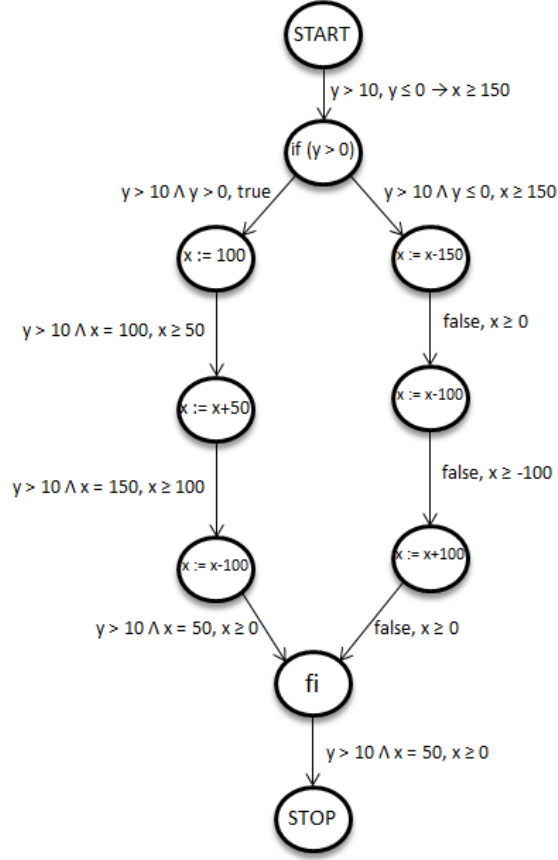 START
y > 10, y ≤ 0 → x ≥ 150
if (y > 0)
y > 10 Λ y > 0, true
y > 10 Λ y ≤ 0, x ≥ 150
x := 100
x := x-150
y > 10 Λ x = 100, x ≥ 50
false, x ≥ 0
x := x+50
x := x-100
y > 10 Λ x = 150, x ≥ 100
false, x ≥ -100
x := x-100
x := x+100
y > 10 Λ x = 50, x ≥ 0
false, x ≥ 0
fi
y > 10 Λ x = 50, x ≥ 0
STOP